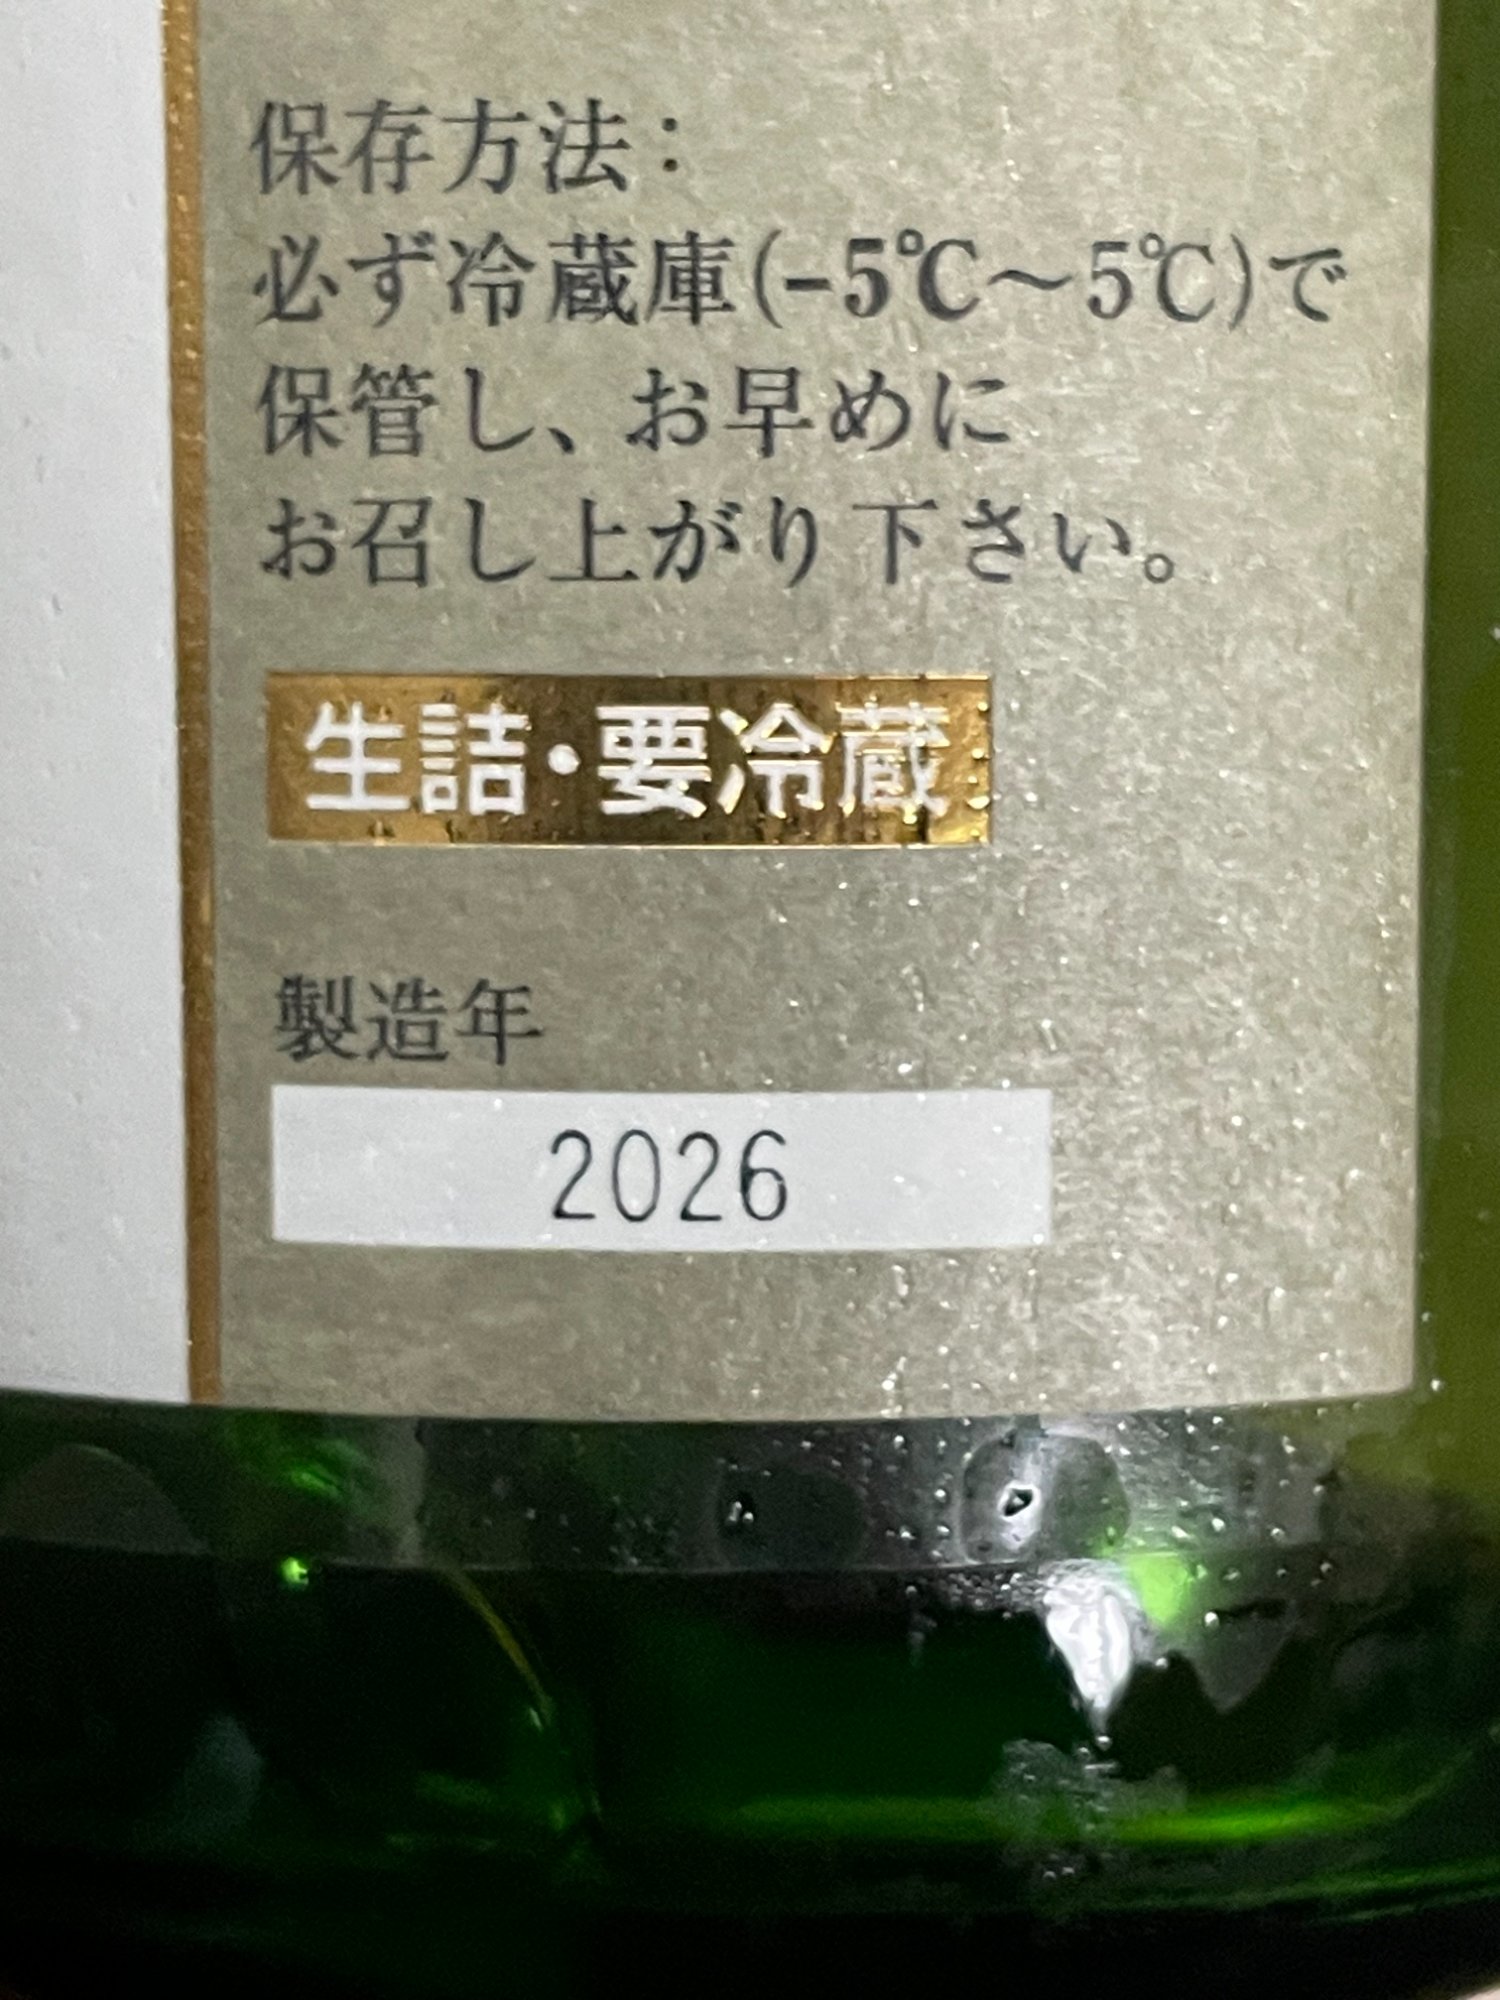 保存方法：
必ず冷蔵庫(-5℃〜5℃)で
保管し、お早めに
お召し上がり下さい。
生詰・要冷蔵
製造年
2026